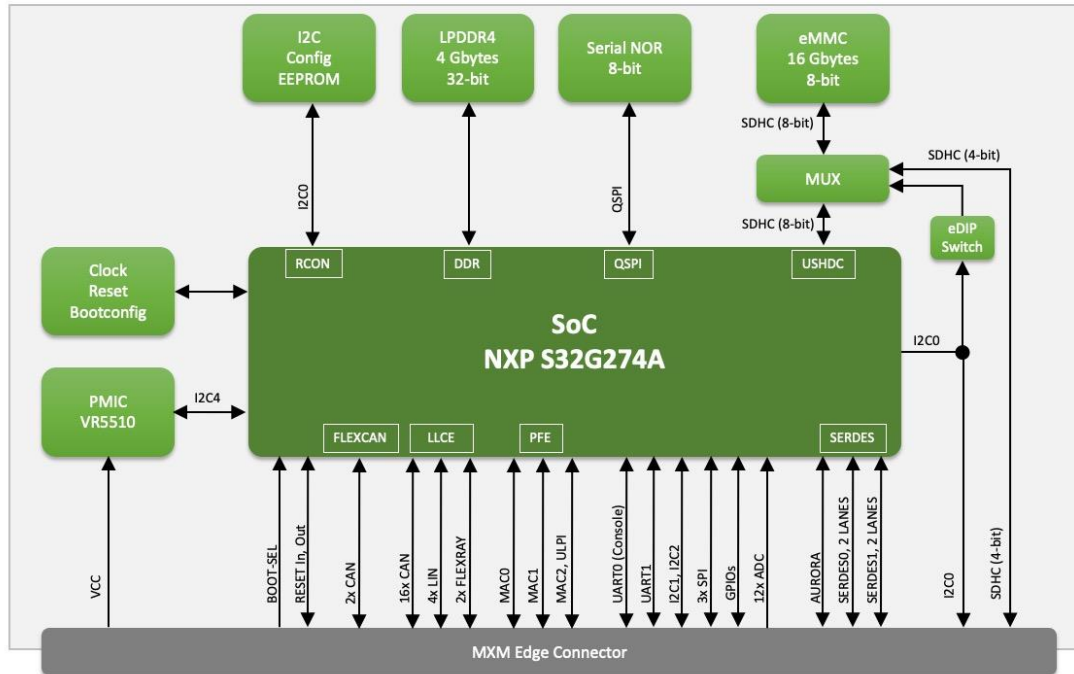 I2C
Config
EEPROM
LPDDR4
4 Gbytes
32-bit
Serial NOR
8-bit
eMMC
16 Gbytes
8-bit
SDHC (8-bit)
SDHC (4-bit)
MUX
I2C0
QSPI
SDHC (8-bit)
eDIP
Switch
Clock
Reset
Bootconfig
RCON
DDR
QSPI
USHDC
SoC
NXP S32G274A
I2C0
PMIC
VR5510
I2C4
FLEXCAN
LLCE
PFE
SERDES
VCC
BOOT-SEL
RESET In, Out
2x CAN
16x CAN
4x LIN
2x FLEXRAY
MAC0
MAC1
MAC2, ULPI
UART0 (Console)
UART1
I2C1, I2C2
3x SPI
GPIOs
12x ADC
AURORA
SERDES0, 2 LANES
SERDES1, 2 LANES
I2C0
SDHC (4-bit)
MXM Edge Connector